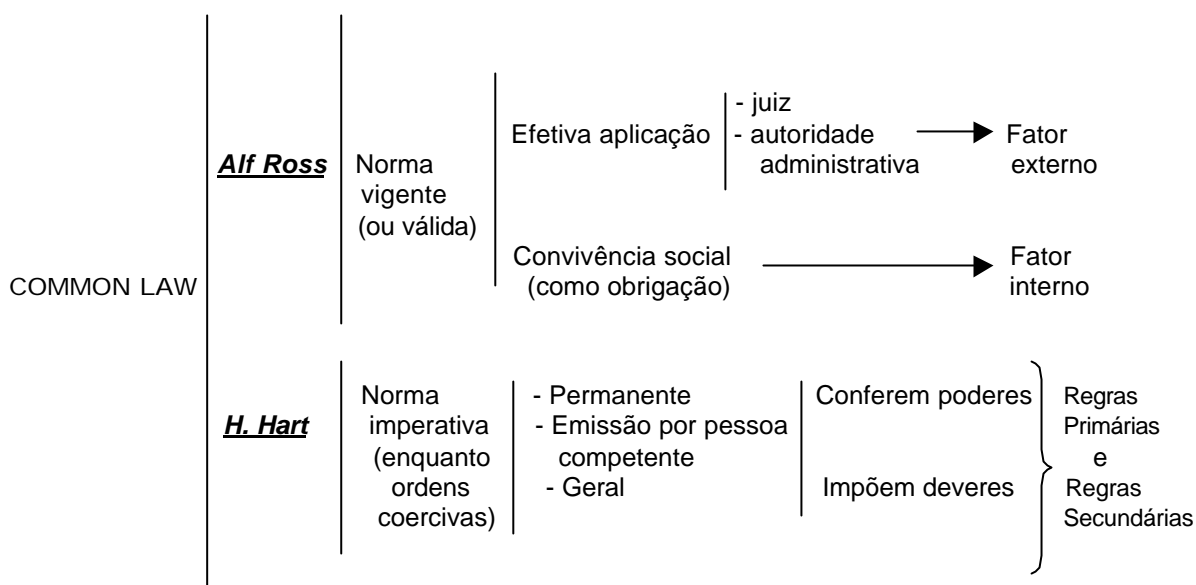 COMMON LAW
Alf Ross
Norma
vigente
(ou válida)
Efetiva aplicação
- juiz
- autoridade
administrativa
Fator
externo
Convivência social
(como obrigação)
Fator
interno
H. Hart
Norma
imperativa
(enquanto
ordens
coercivas)
- Permanente
- Emissão por pessoa
competente
- Geral
Conferem poderes
Impõem deveres
Regras
Primárias
e
Regras
Secundárias